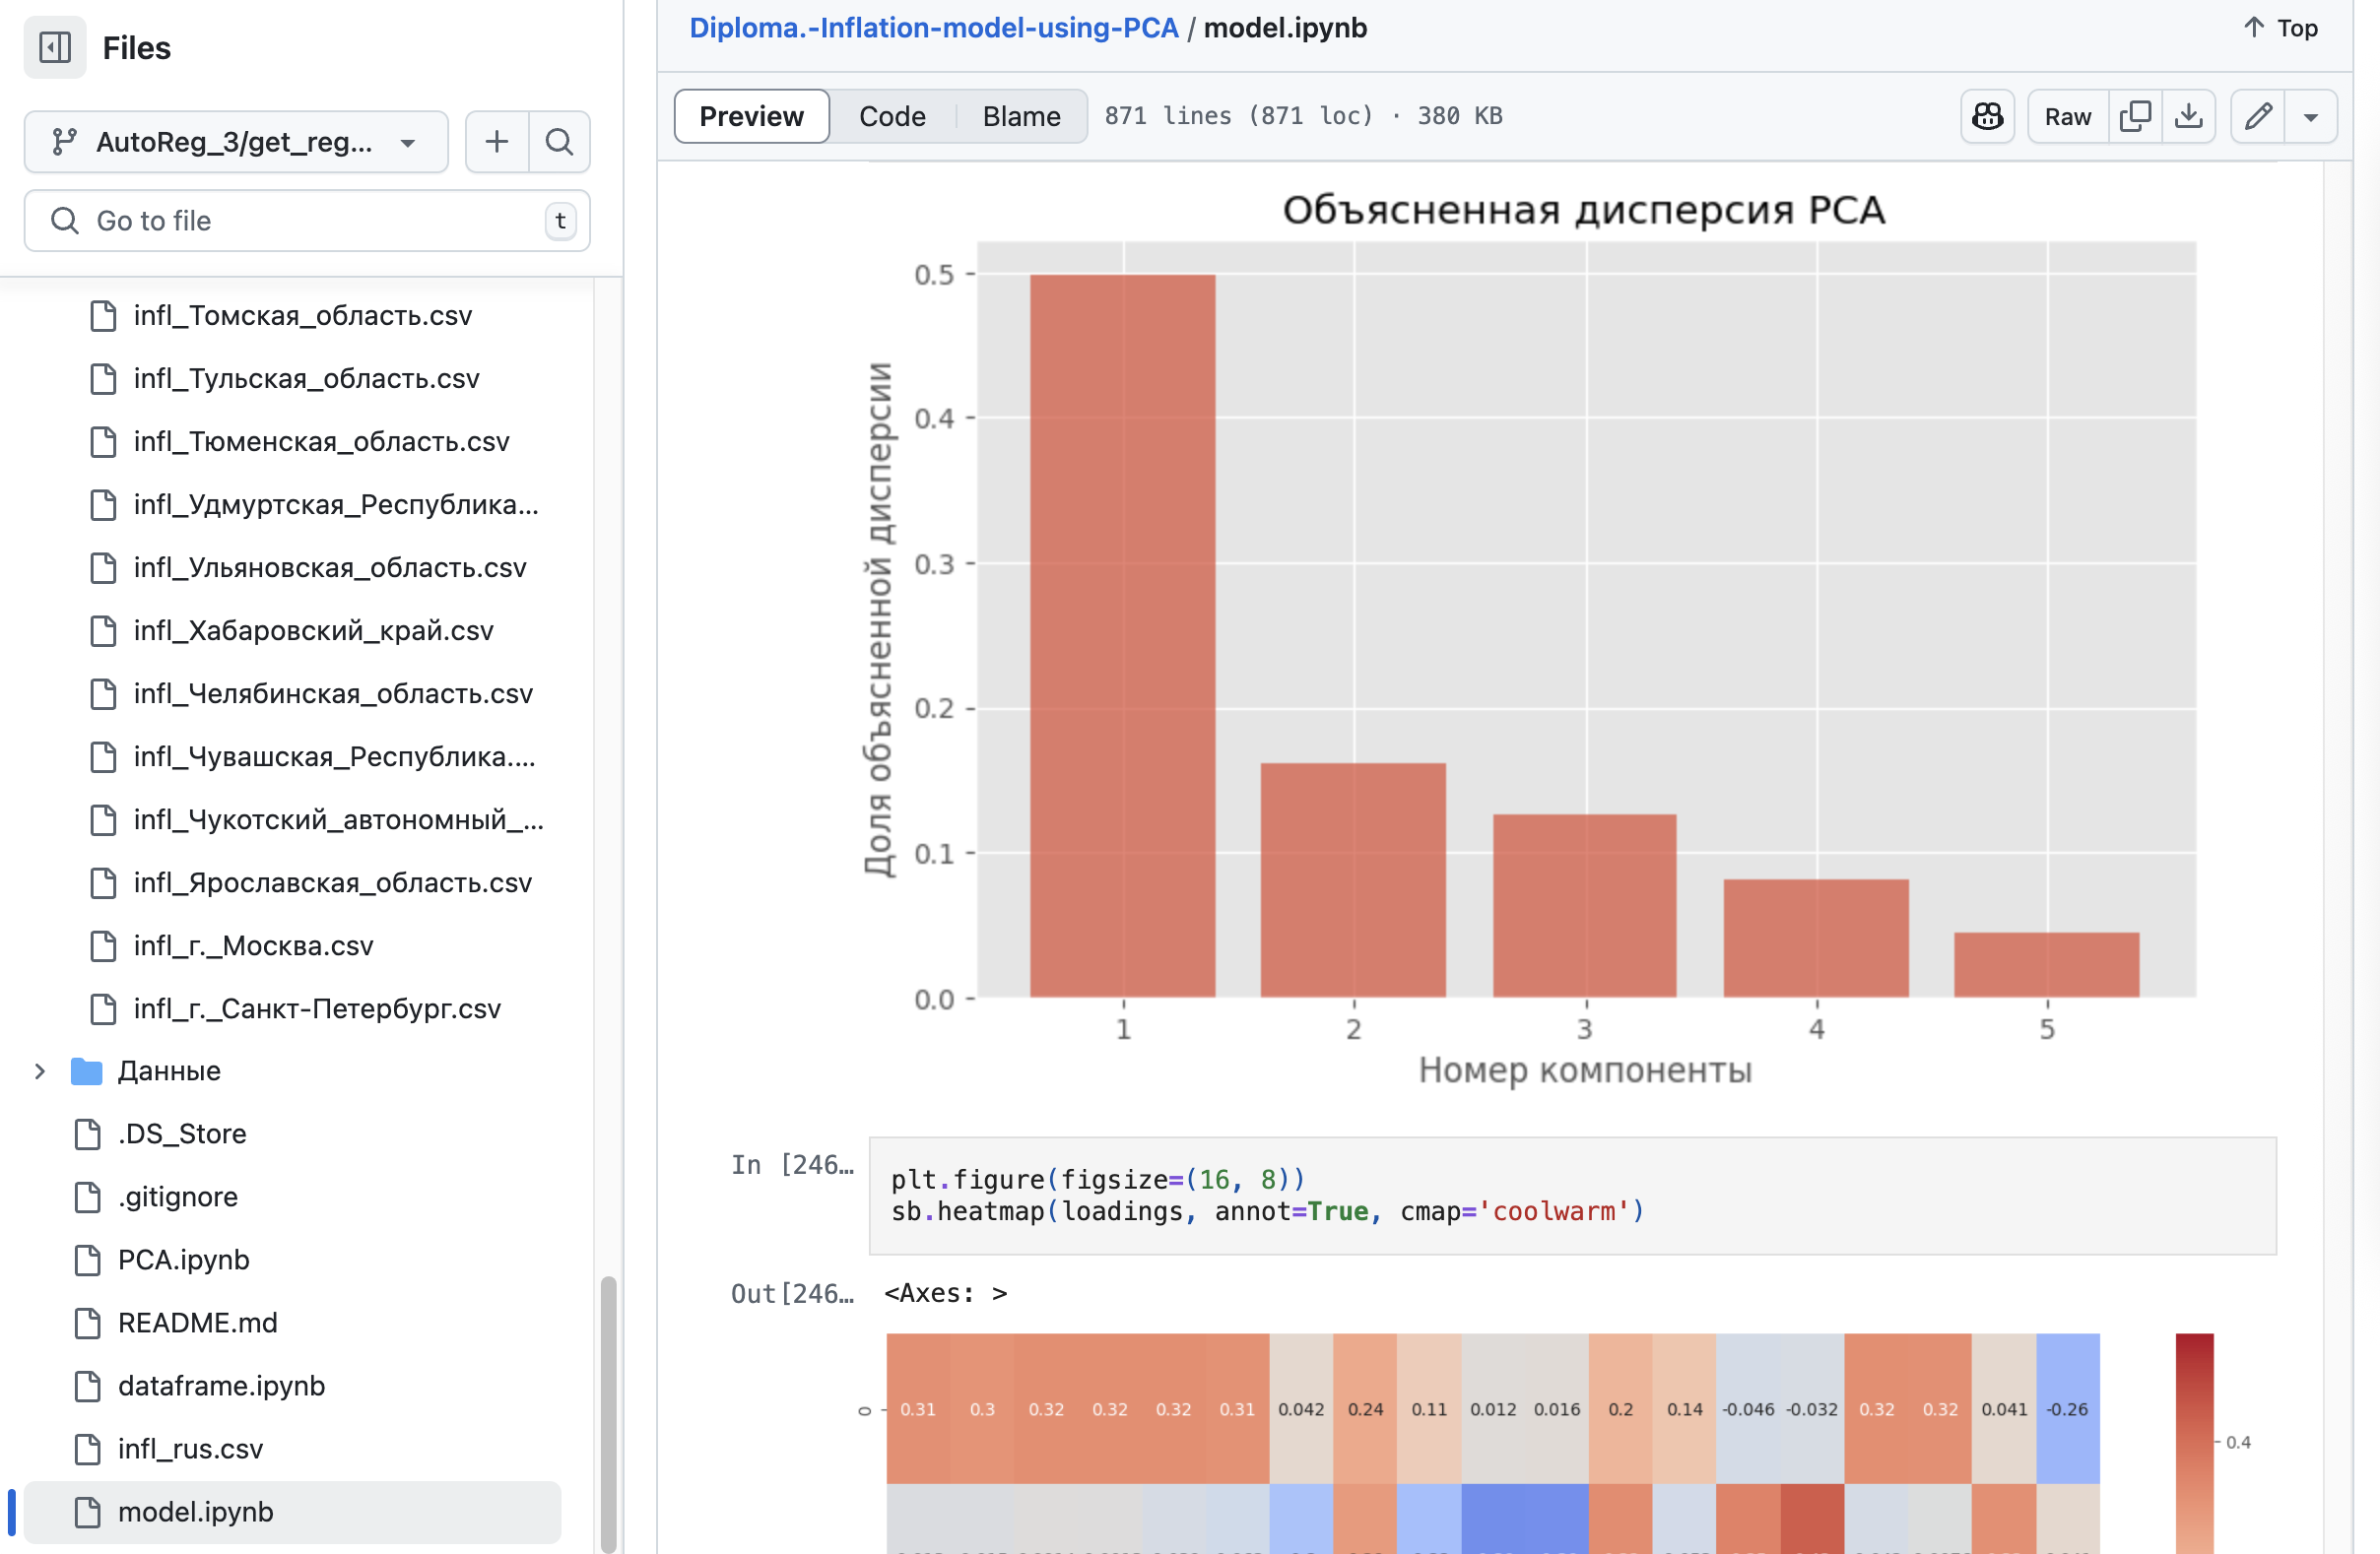 Files
AutoReg_3/get_reg...
Go to file
t
infl_Томская_область.csv
infl_Тульская_область.csv
infl_Тюменская_область.csv
infl_Удмуртская_Республика...
infl_Ульяновская_область.csv
infl_Хабаровский_край.csv
infl_Челябинская_область.csv
infl_Чувашская_Республика....
infl_Чукотский_автономный_...
infl_Ярославская_область.csv
infl_г._Москва.csv
infl_г._Санкт-Петербург.csv
Данные
.DS_Store
.gitignore
PCA.ipynb
README.md
dataframe.ipynb
infl_rus.csv
model.ipynb
Diploma.-Inflation-model-using-PCA / model.ipynb
Top
Preview Code Blame 871 lines (871 loc) · 380 KB
Raw
Объясненная дисперсия PCA
Доля объясненной дисперсии
0.5
0.4
0.3
0.2
0.1
0.0
1 2 3 4 5
Номер компоненты
In [246…
plt.figure(figsize=(16, 8))
sb.heatmap(loadings, annot=True, cmap='coolwarm')
Out[246… <Axes: >
0 0.31 0.3 0.32 0.32 0.32 0.31 0.042 0.24 0.11 0.012 0.016 0.2 0.14 -0.046 -0.032 0.32 0.32 0.041 -0.26
0.4